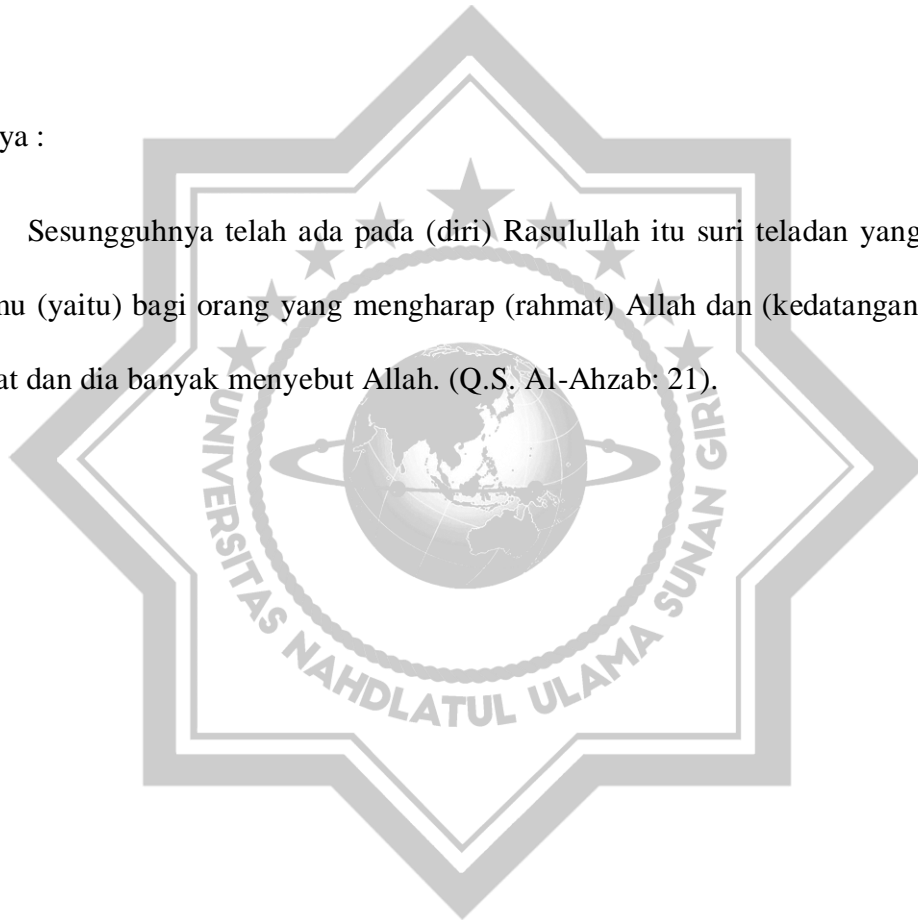 ya :
Sesungguhnya telah ada pada (diri) Rasulullah itu suri teladan yang
nu (yaitu) bagi orang yang mengharap (rahmat) Allah dan (kedatangan
at dan dia banyak menyebut Allah. (Q.S. Al-Ahzab: 21).
UNIVERSITAS NAHDLATUL ULAMA SUNAN GIRI